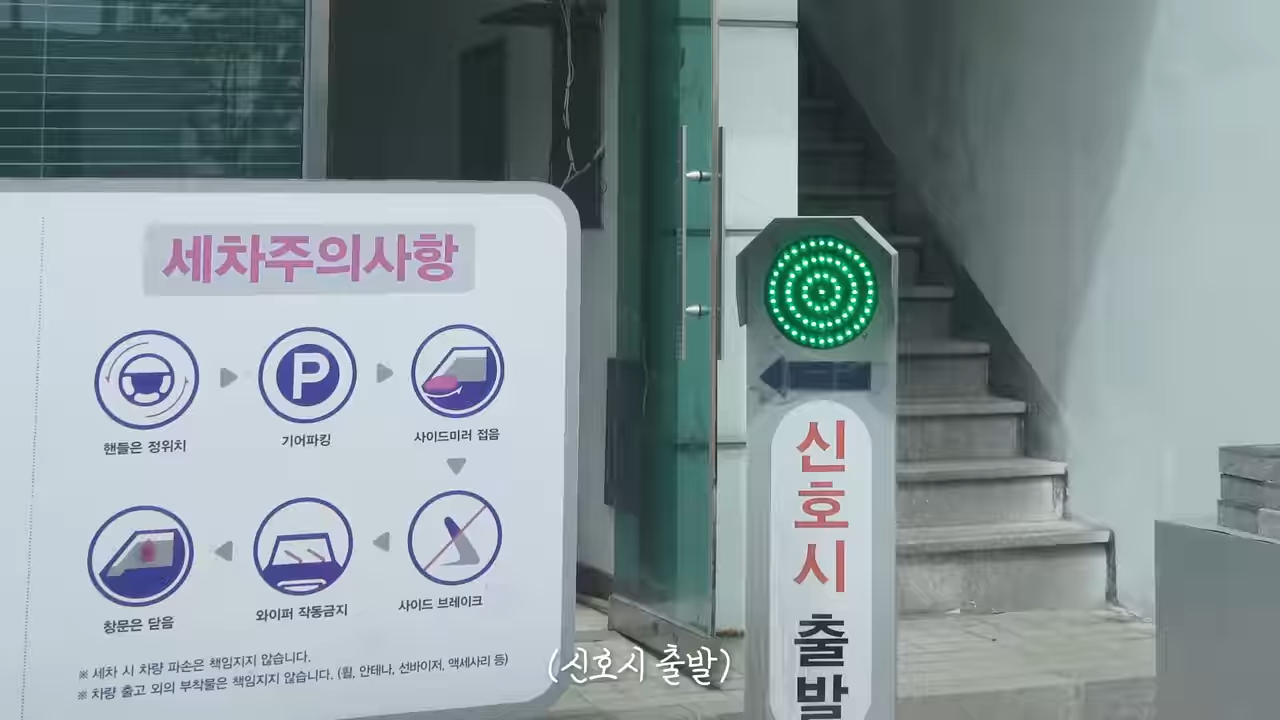 세차주의사항
핸들은 정위치
기어파킹
사이드미러 접음
창문은 닫음
와이퍼 작동금지
사이드 브레이크
※ 세차 시 차량 파손은 책임지지 않습니다.
※ 차량 출고 외의 부착물은 책임지지 않습니다. (휠, 안테나, 선바이저, 액세사리 등)
P
신호시 출발
(신호시 출발)